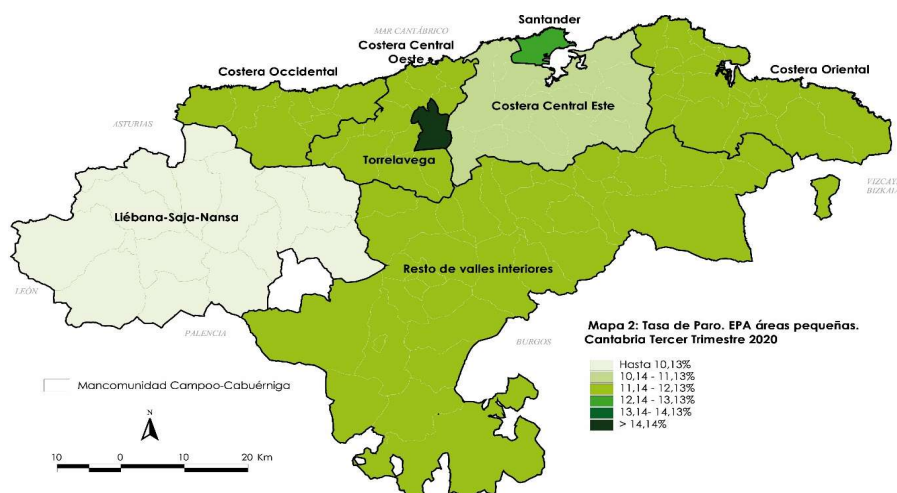 Santander
MAR CANTÁBRICO
Costera Central
Oeste
Costera Occidental
Costera Oriental
Costera Central Este
ASTURIAS
Torrelavega
VIZCAYA
BIZKAIA
Liébana-Saja-Nansa
Resto de valles interiores
LEÓN
PALENCIA
BURGOS
Mapa 2: Tasa de Paro. EPA áreas pequeñas.
Cantabria Tercer Trimestre 2020
Hasta 10,13%
10,14 - 11,13%
11,14 - 12,13%
12,14 - 13,13%
13,14- 14,13%
> 14,14%
Mancomunidad Campoo-Cabuérniga
N
10 0 10 20 Km